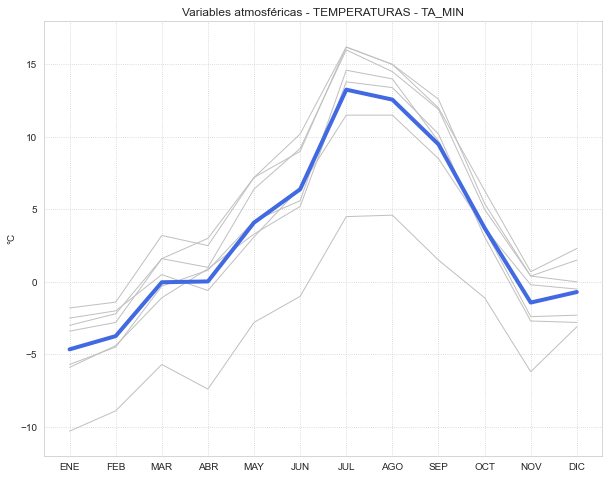 Variables atmosféricas - TEMPERATURAS - TA_MIN
°C
15
10
5
0
−5
−10
ENE FEB MAR ABR MAY JUN JUL AGO SEP OCT NOV DIC